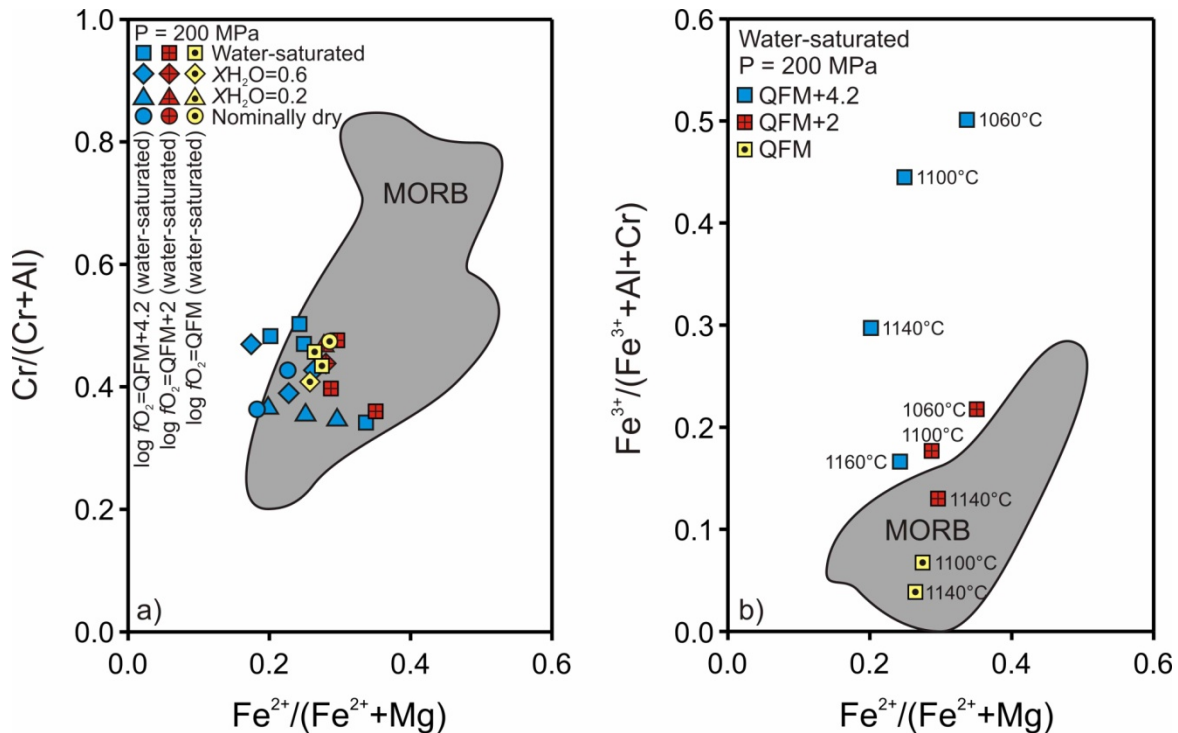 P = 200 MPa
Water-saturated
XH₂O=0.6
XH₂O=0.2
Nominally dry
log fO₂=QFM+4.2 (water-saturated)
log fO₂=QFM+2 (water-saturated)
log fO₂=QFM (water-saturated)
MORB
a)
1.0
0.8
0.6
0.4
0.2
0.0
Cr/(Cr+Al)
0.0 0.2 0.4 0.6
Fe²⁺/(Fe²⁺+Mg)
Water-saturated
P = 200 MPa
QFM+4.2
QFM+2
QFM
1060°C
1100°C
1140°C
1060°C
1100°C
1160°C
1140°C
MORB
1100°C
1140°C
b)
0.6
0.5
0.4
0.3
0.2
0.1
0.0
Fe³⁺/(Fe³⁺+Al+Cr)
0.0 0.2 0.4 0.6
Fe²⁺/(Fe²⁺+Mg)